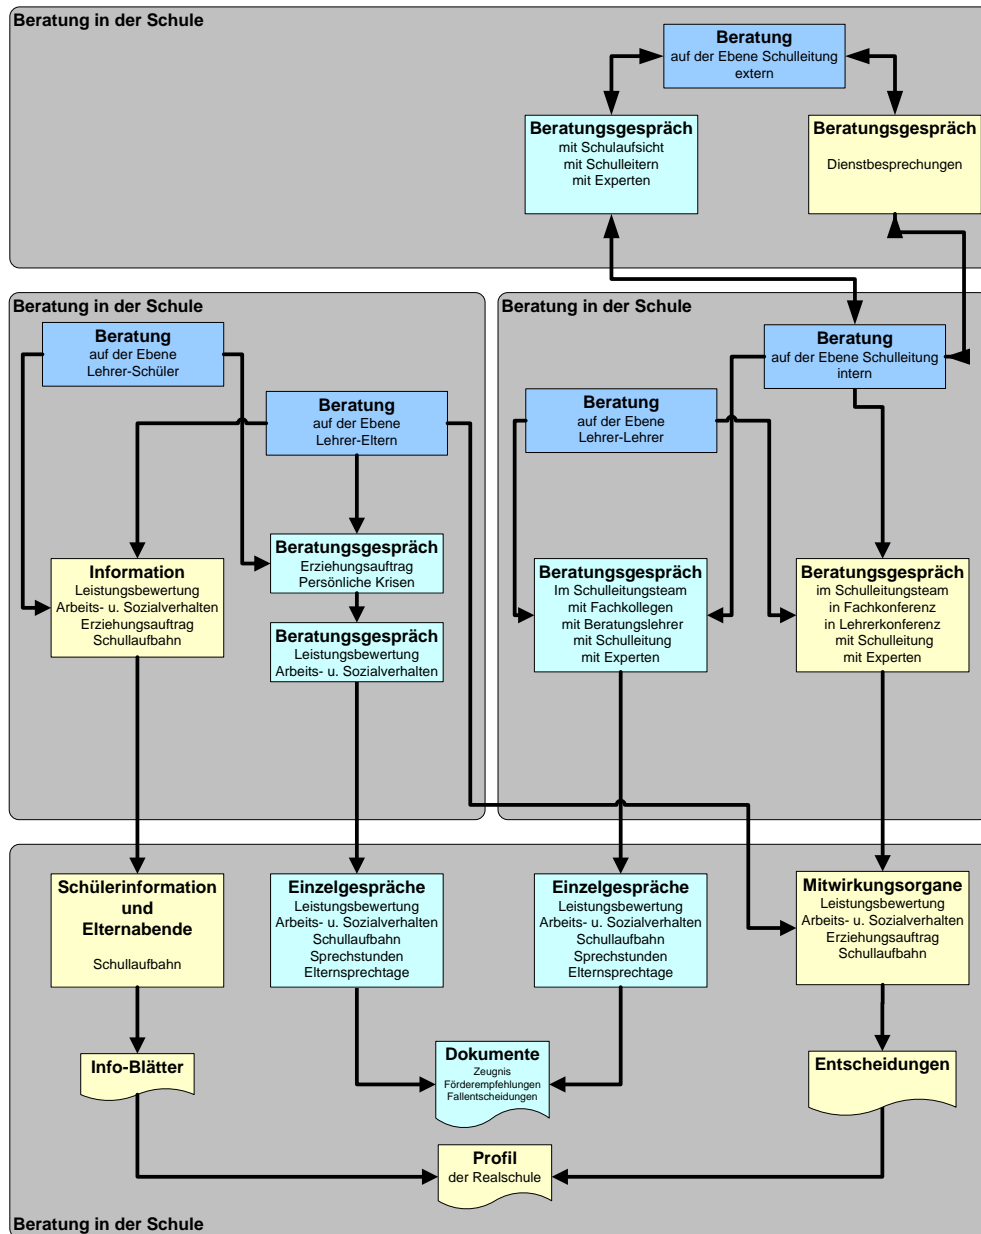 Beratung in der Schule
Beratung
auf der Ebene Schulleitung
extern
Beratungsgespräch
mit Schulaufsicht
mit Schulleitern
mit Experten
Beratungsgespräch
Dienstbesprechungen
Beratung in der Schule
Beratung
auf der Ebene
Lehrer-Schüler
Beratung
auf der Ebene
Lehrer-Eltern
Beratungsgespräch
Erziehungsauftrag
Persönliche Krisen
Information
Leistungsbewertung
Arbeits- u. Sozialverhalten
Erziehungsauftrag
Schullaufbahn
Beratungsgespräch
Leistungsbewertung
Arbeits- u. Sozialverhalten
Beratung in der Schule
Beratung
auf der Ebene Schulleitung
intern
Beratung
auf der Ebene
Lehrer-Lehrer
Beratungsgespräch
Im Schulleitungsteam
mit Fachkollegen
mit Beratungslehrer
mit Schulleitung
mit Experten
Beratungsgespräch
im Schulleitungsteam
in Fachkonferenz
in Lehrerkonferenz
mit Schulleitung
mit Experten
Schülerinformation
und
Elternabende
Schullaufbahn
Einzelgespräche
Leistungsbewertung
Arbeits- u. Sozialverhalten
Schullaufbahn
Sprechstunden
Elternsprechtage
Einzelgespräche
Leistungsbewertung
Arbeits- u. Sozialverhalten
Schullaufbahn
Sprechstunden
Elternsprechtage
Mitwirkungsorgane
Leistungsbewertung
Arbeits- u. Sozialverhalten
Erziehungsauftrag
Schullaufbahn
Info-Blätter
Dokumente
Zeugnis
Förderempfehlungen
Fallentscheidungen
Entscheidungen
Profil
der Realschule
Beratung in der Schule